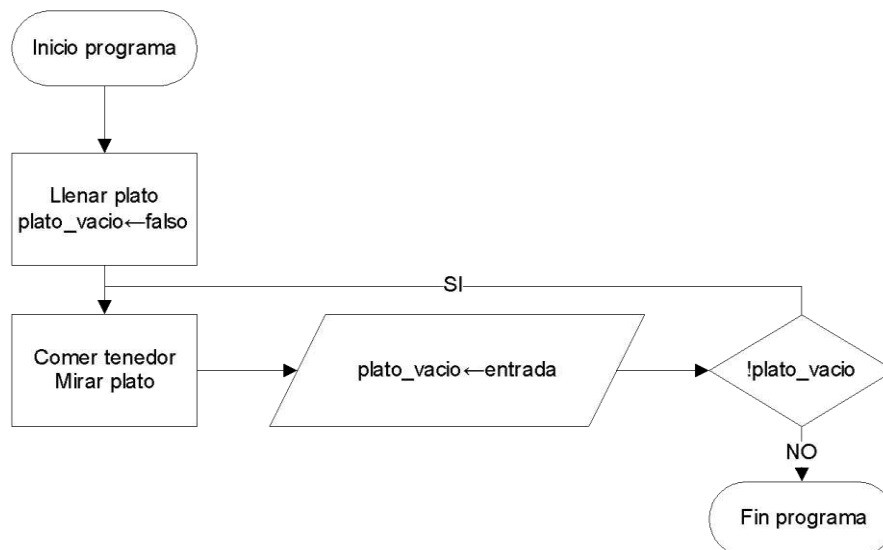 Inicio programa
Llenar plato
plato_vacio←falso
SI
Comer tenedor
Mirar plato
plato_vacio←entrada
!plato_vacio
NO
Fin programa